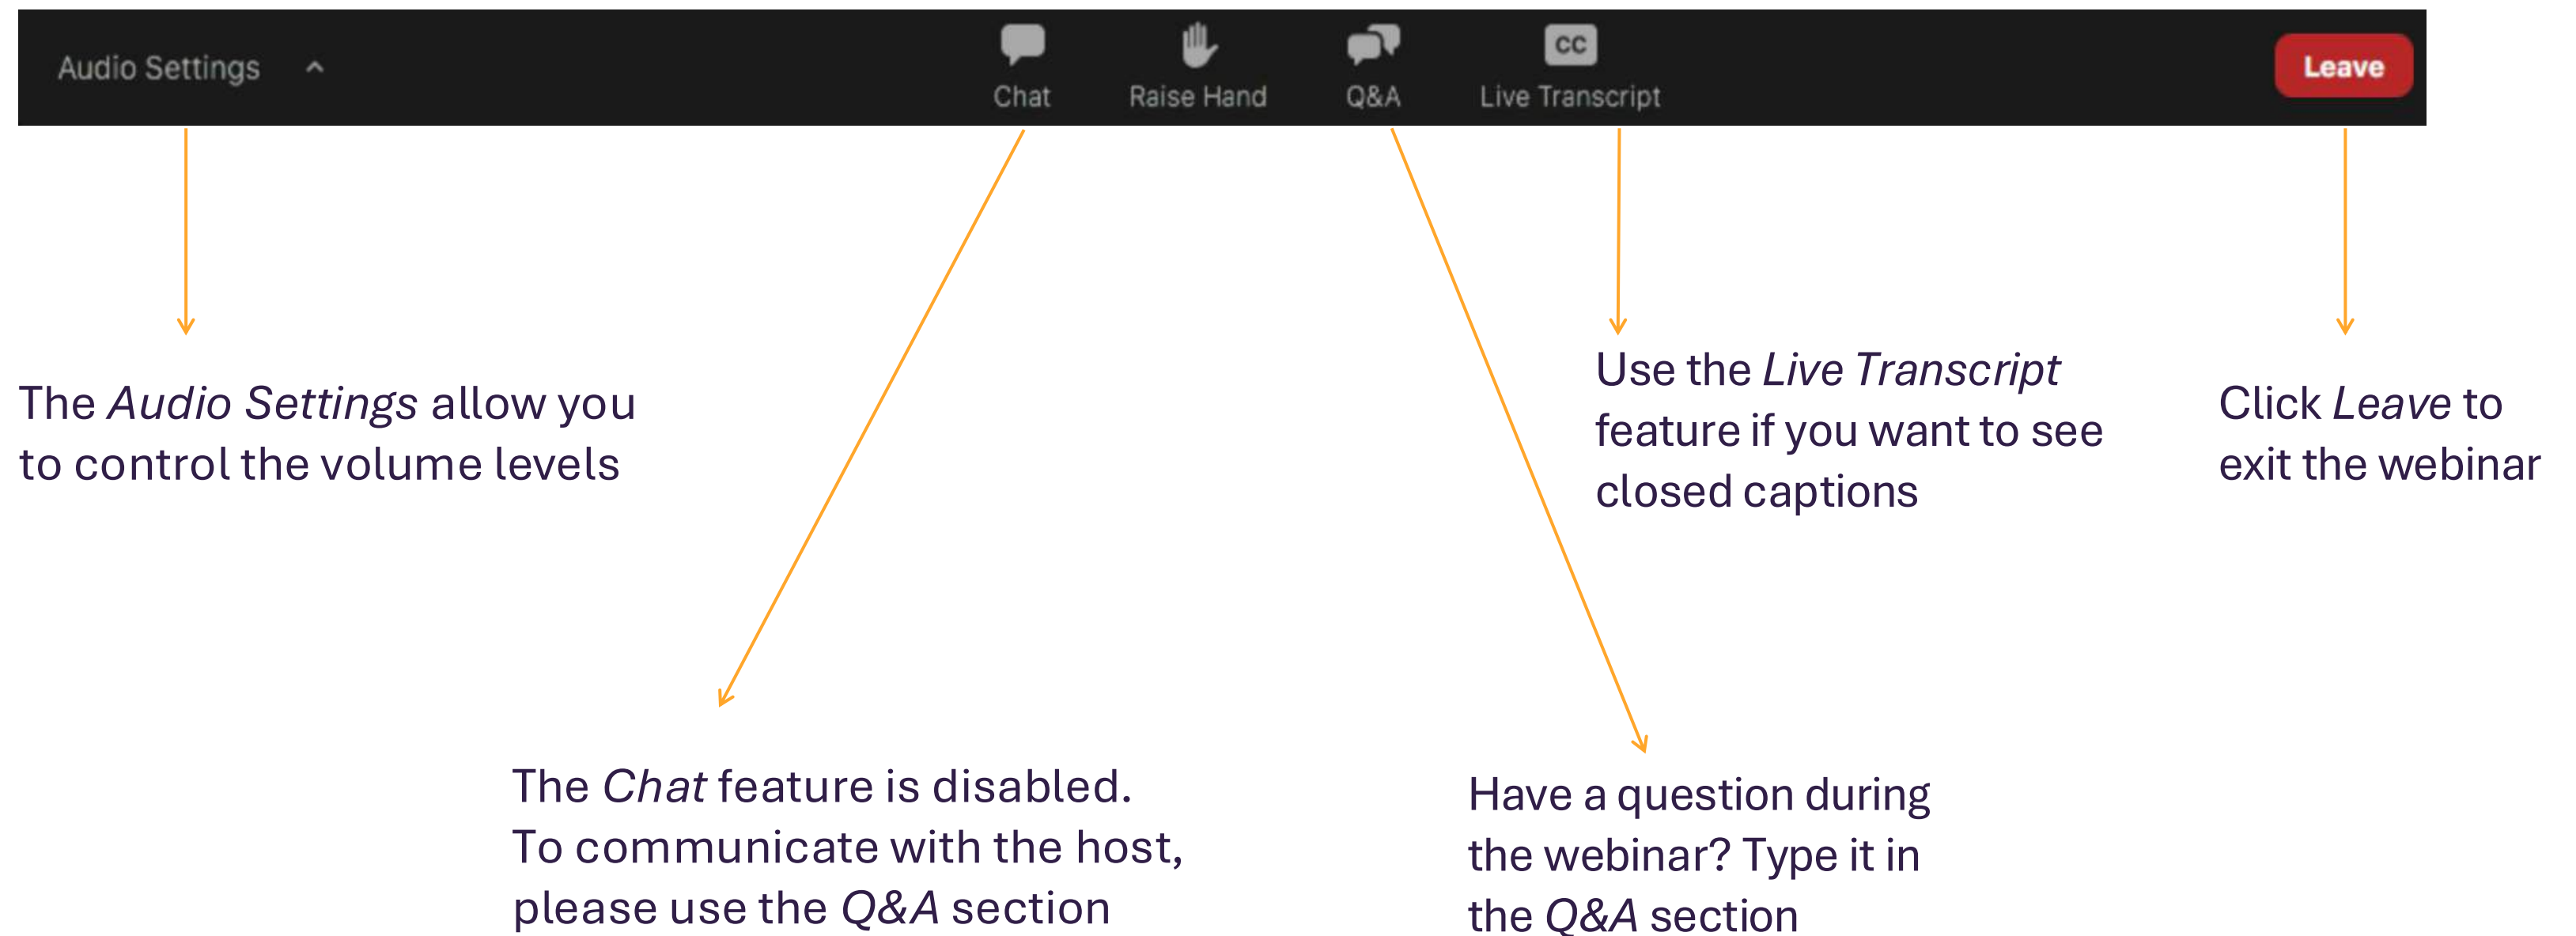 Audio Settings
Chat
Raise Hand
Q&A
CC
Live Transcript
Leave
The Audio Settings allow you
to control the volume levels
Use the Live Transcript
feature if you want to see
closed captions
Click Leave to
exit the webinar
The Chat feature is disabled.
To communicate with the host,
please use the Q&A section
Have a question during
the webinar? Type it in
the Q&A section